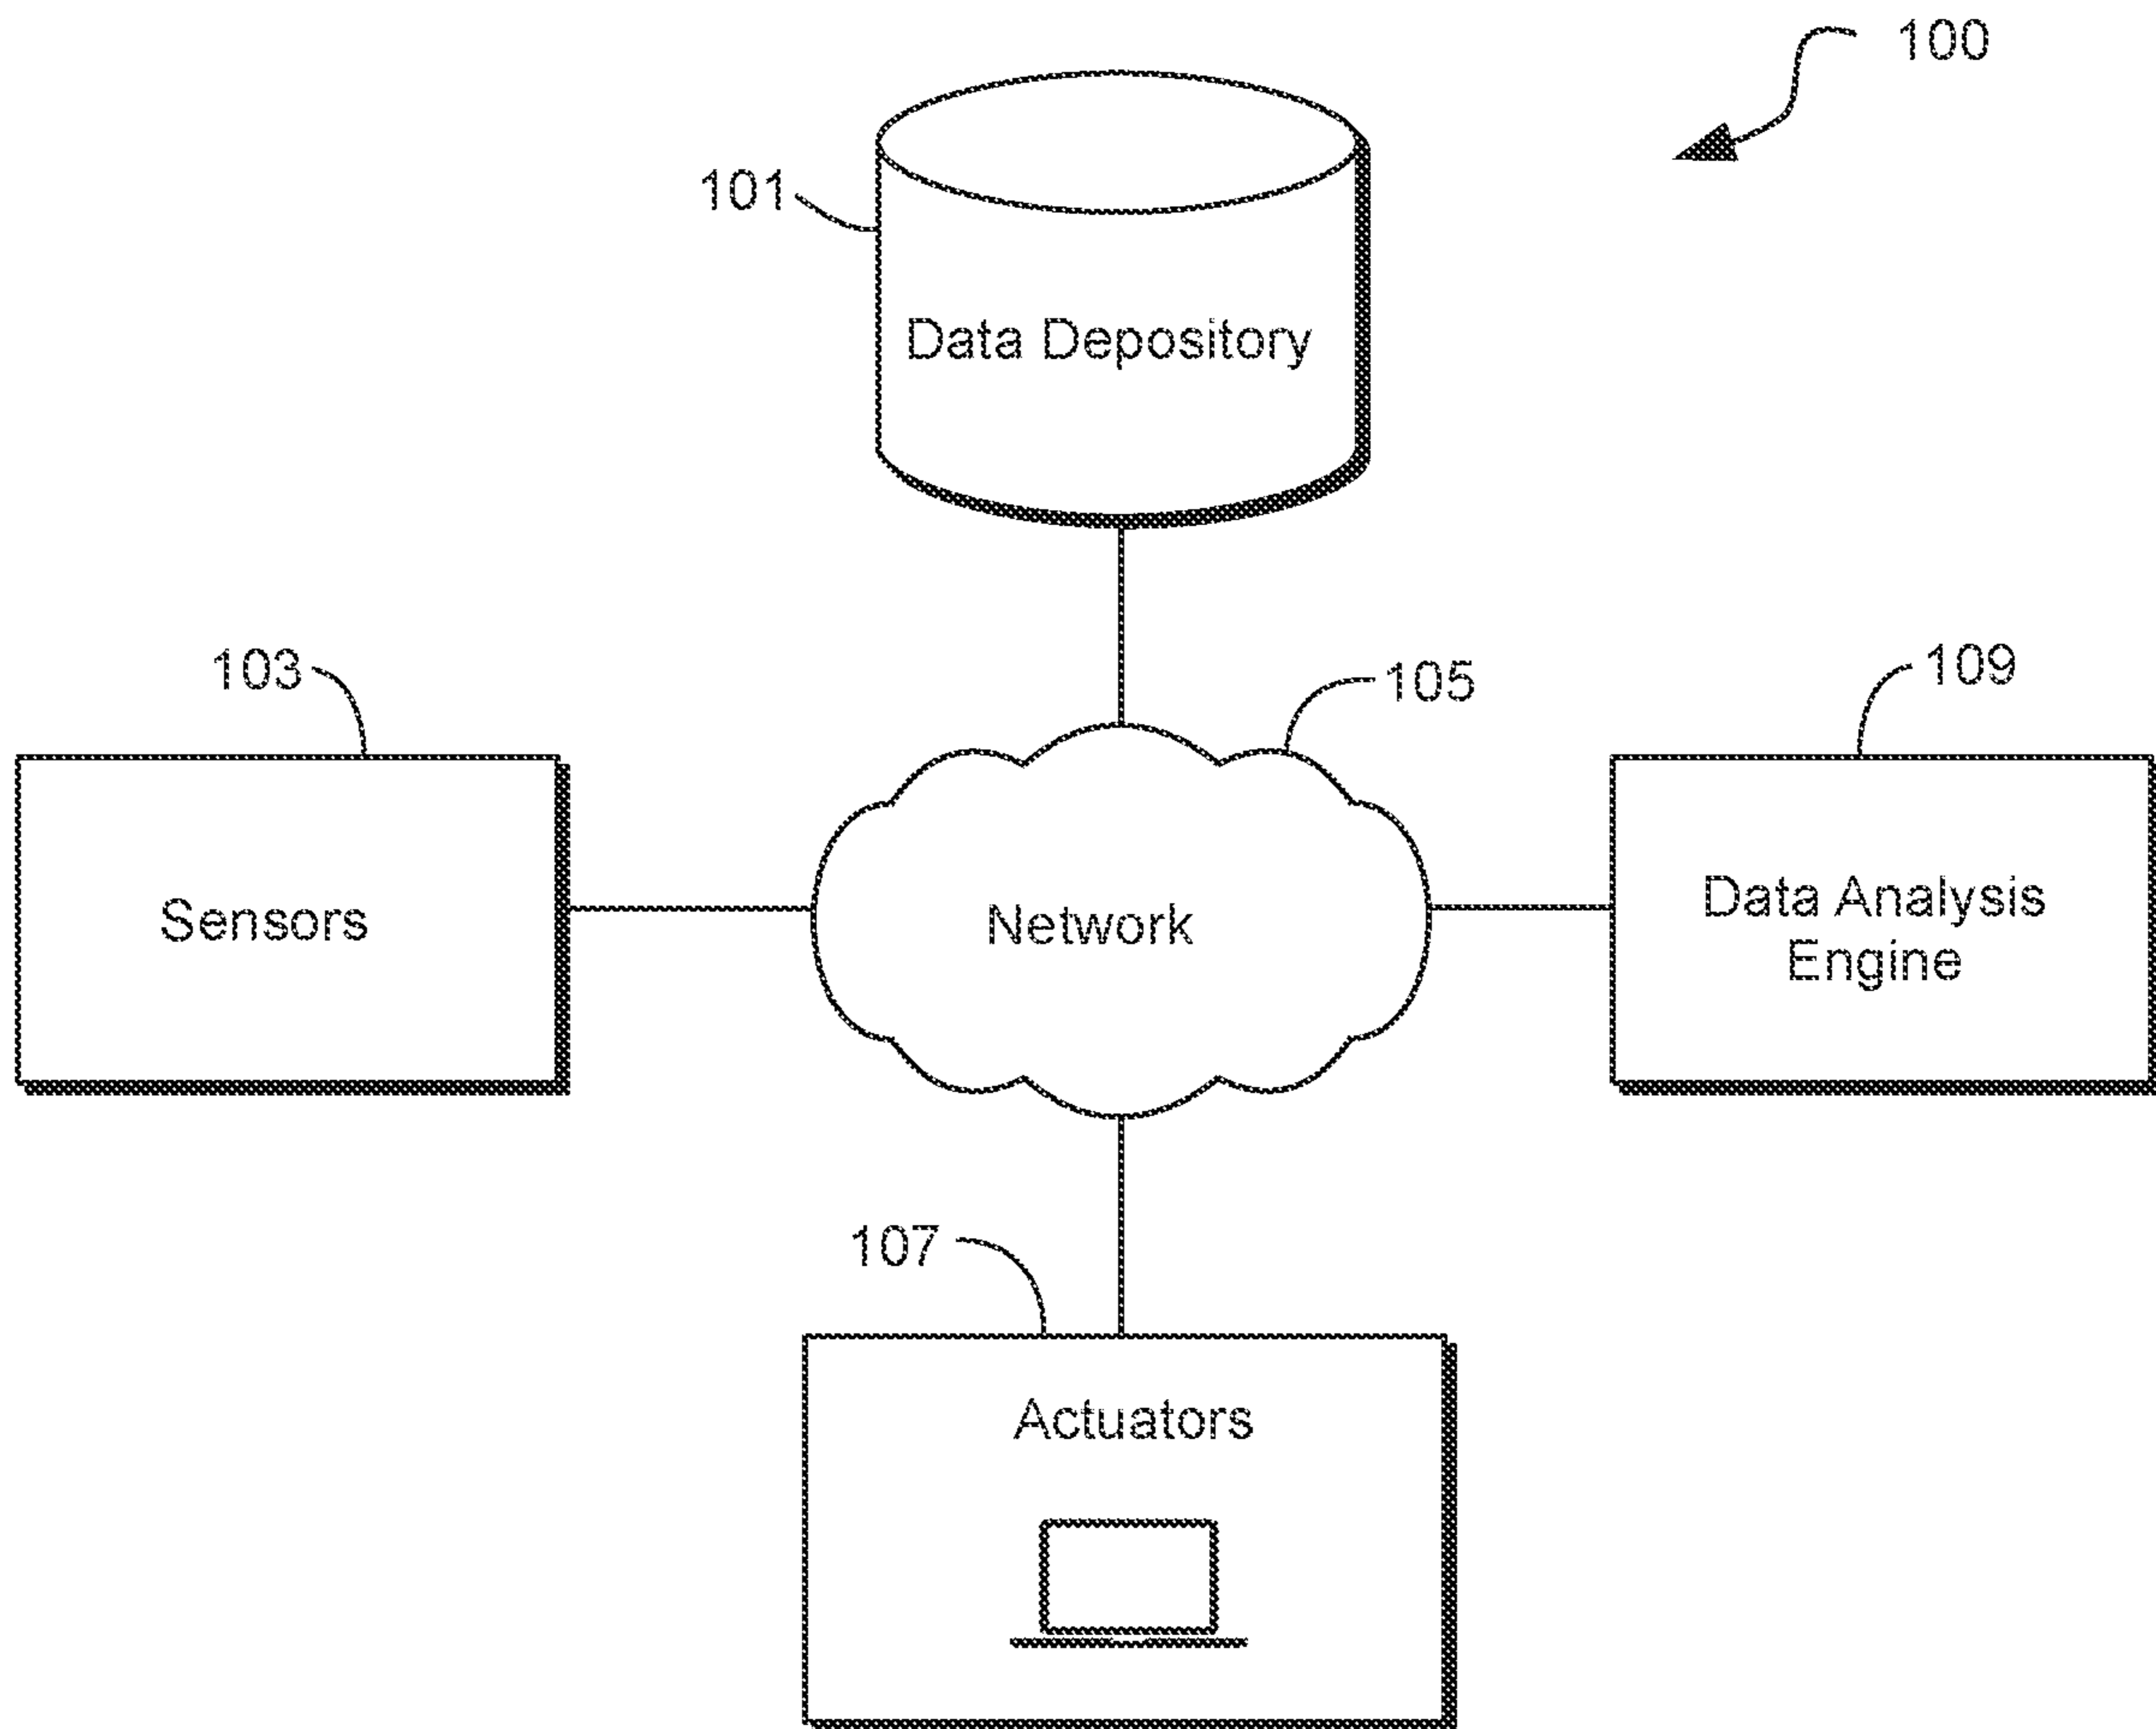 100
101
Data Depository
103
105
109
Sensors
Network
Data Analysis
Engine
107
Actuators